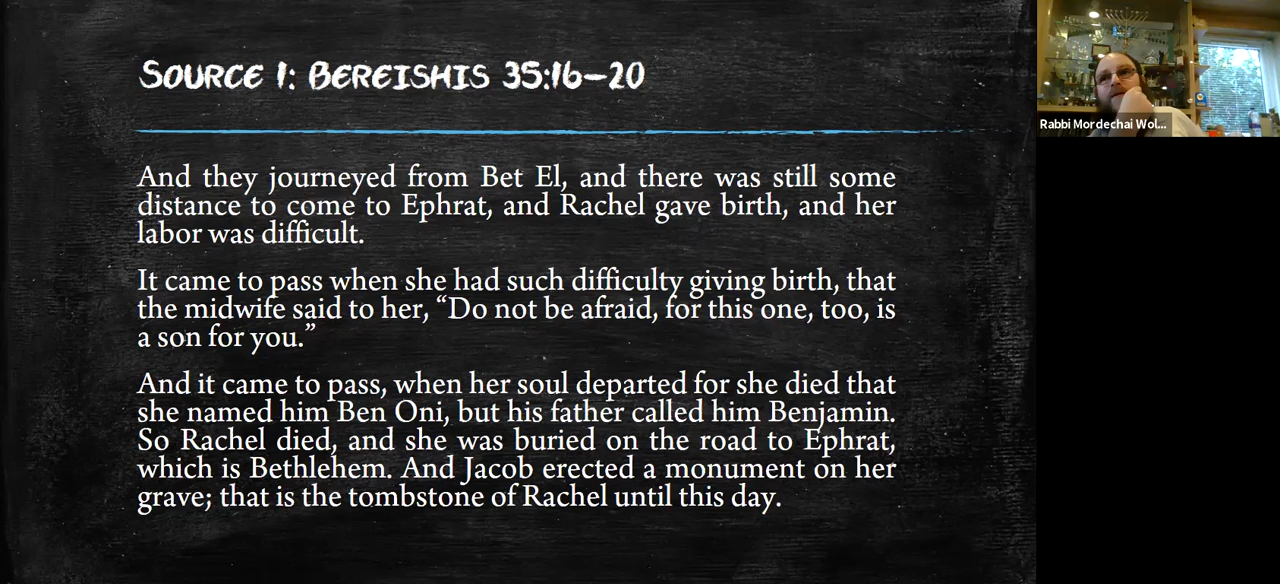 SOURCE 1: BEREISHIS 35:16–20
Rabbi Mordechai Wol...
And they journeyed from Bet El, and there was still some
distance to come to Ephrat, and Rachel gave birth, and her
labor was difficult.
It came to pass when she had such difficulty giving birth, that
the midwife said to her, “Do not be afraid, for this one, too, is
a son for you.”
And it came to pass, when her soul departed for she died that
she named him Ben Oni, but his father called him Benjamin.
So Rachel died, and she was buried on the road to Ephrat,
which is Bethlehem. And Jacob erected a monument on her
grave; that is the tombstone of Rachel until this day.